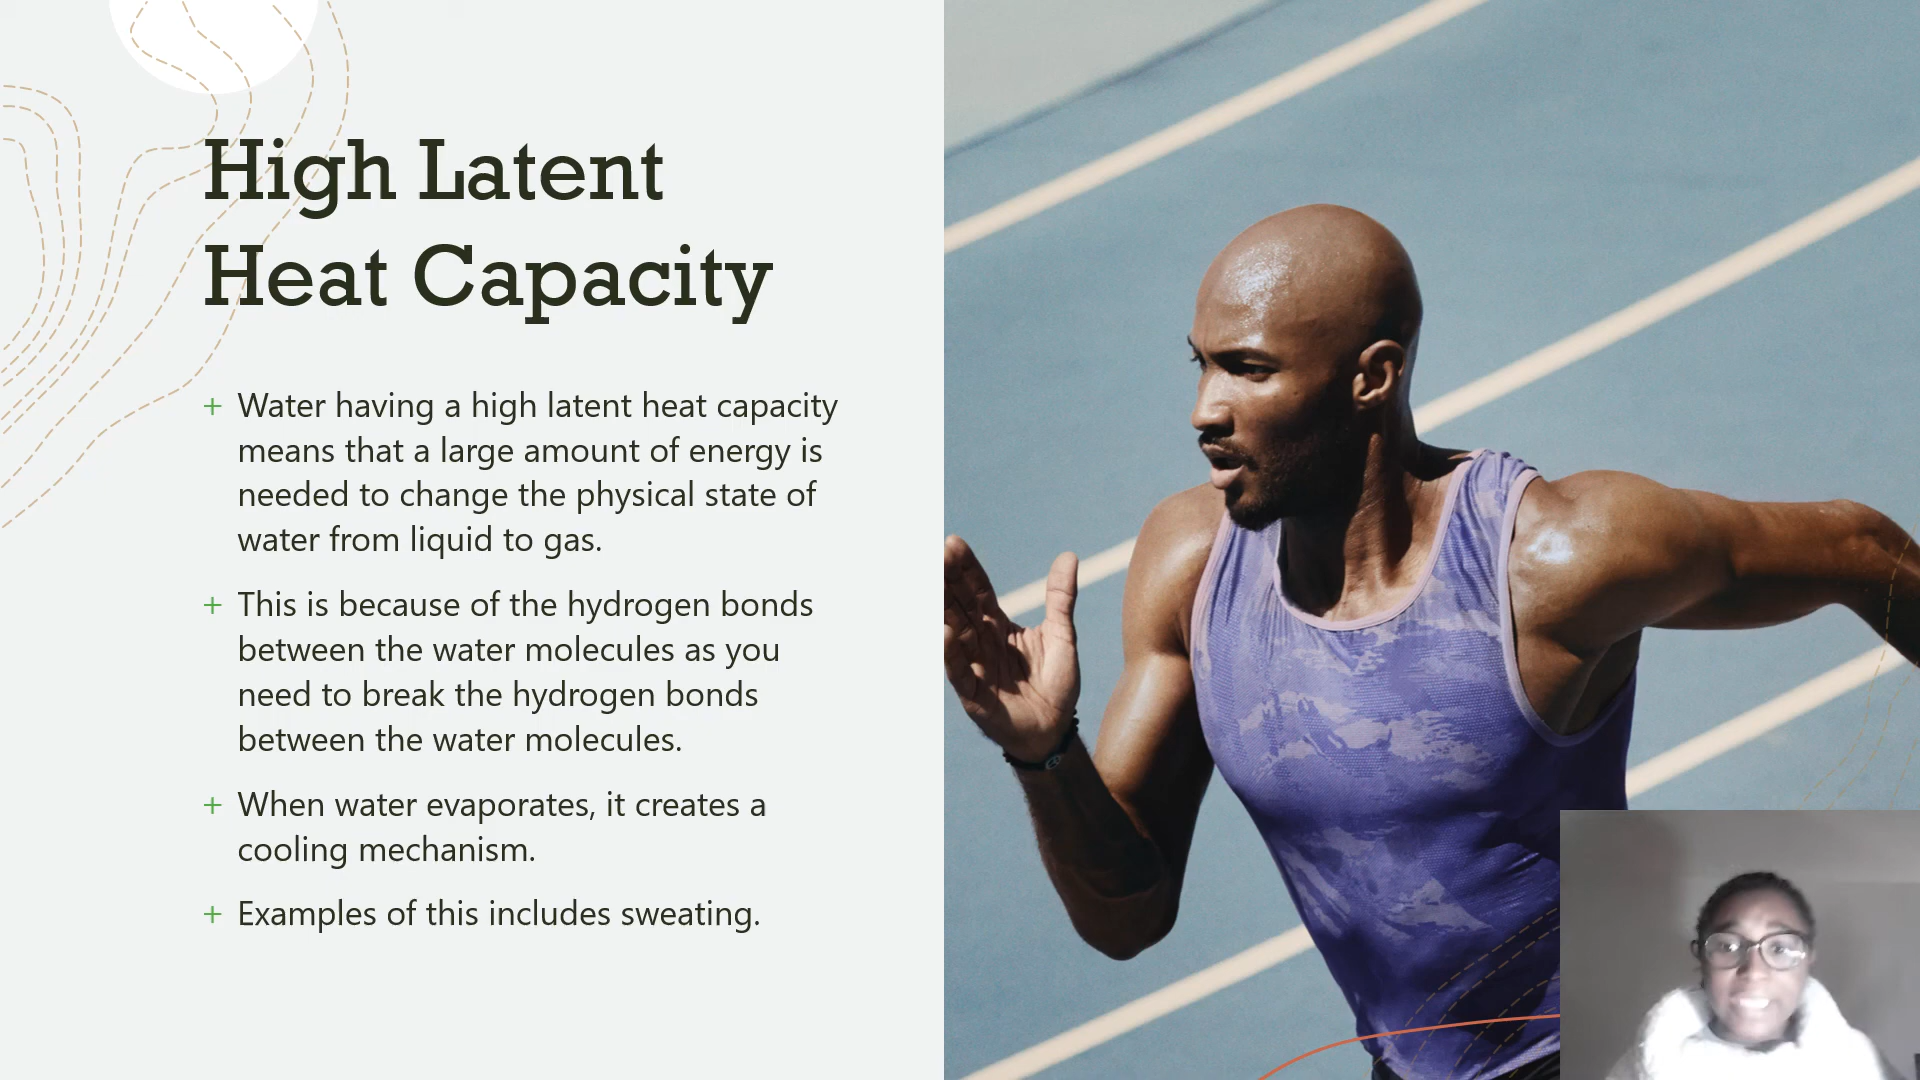 High Latent
Heat Capacity
+ Water having a high latent heat capacity
means that a large amount of energy is
needed to change the physical state of
water from liquid to gas.
+ This is because of the hydrogen bonds
between the water molecules as you
need to break the hydrogen bonds
between the water molecules.
+ When water evaporates, it creates a
cooling mechanism.
+ Examples of this includes sweating.